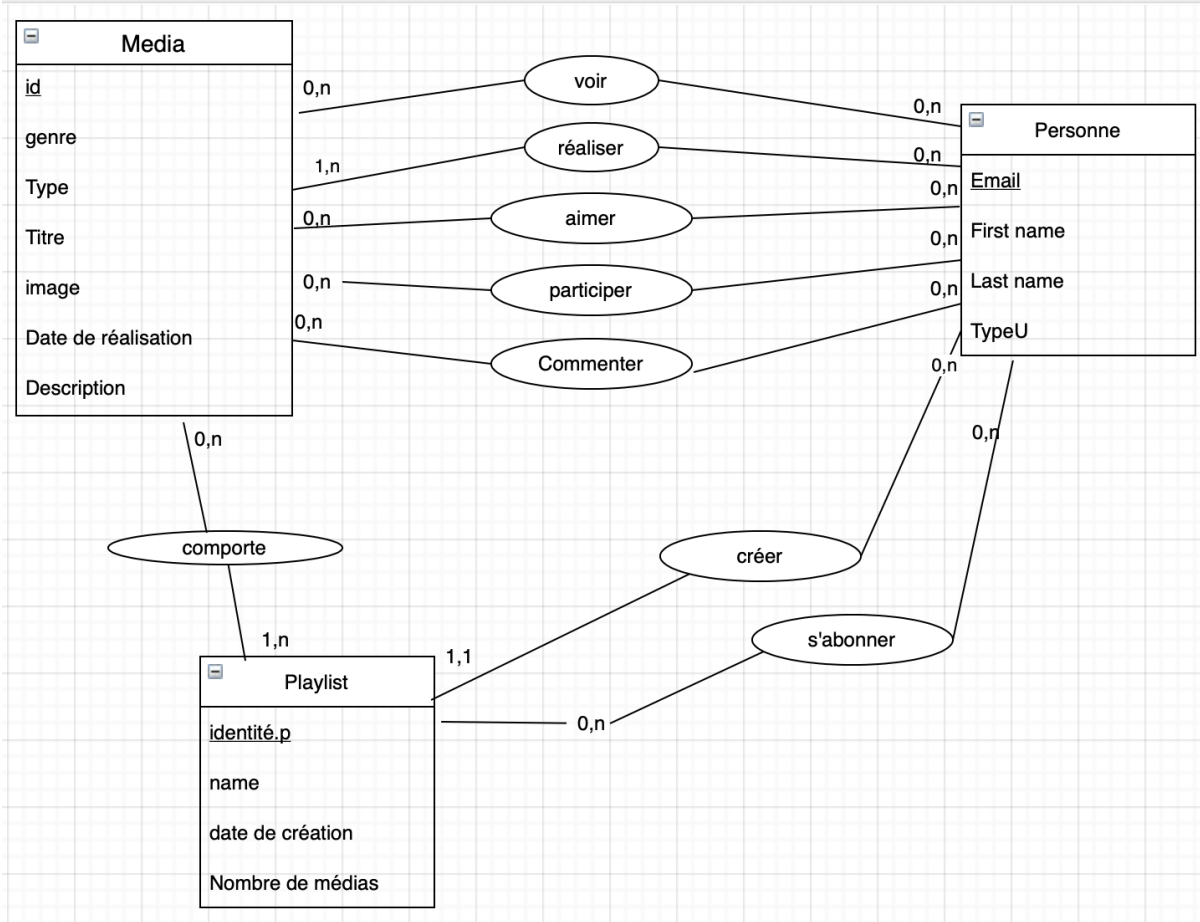 Media
id
genre
Type
Titre
image
Date de réalisation
Description
0,n
voir
0,n
1,n
réaliser
0,n
0,n
aimer
0,n
0,n
participer
0,n
0,n
Commenter
0,n
Personne
Email
First name
Last name
TypeU
0,n
comporte
1,n
0,n
créer
1,1
0,n
s'abonner
0,n
Playlist
identité.p
name
date de création
Nombre de médias